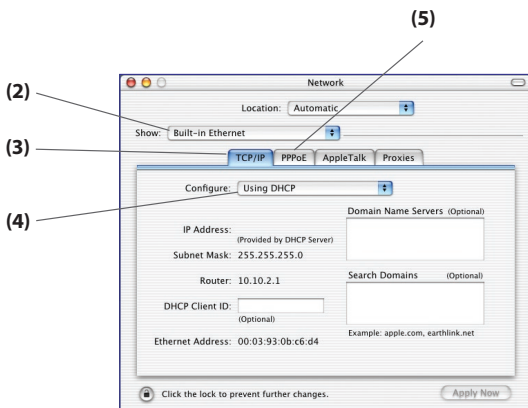 (5)
Network
Location: Automatic
(2)
Show: Built-in Ethernet
(3)
TCP/IP PPPoE AppleTalk Proxies
Configure: Using DHCP
(4)
Domain Name Servers (Optional)
IP Address:
(Provided by DHCP Server)
Subnet Mask: 255.255.255.0
Router: 10.10.2.1
Search Domains (Optional)
DHCP Client ID:
(Optional)
Example: apple.com, earthlink.net
Ethernet Address: 00:03:93:0b:c6:d4
Click the lock to prevent further changes.
Apply Now